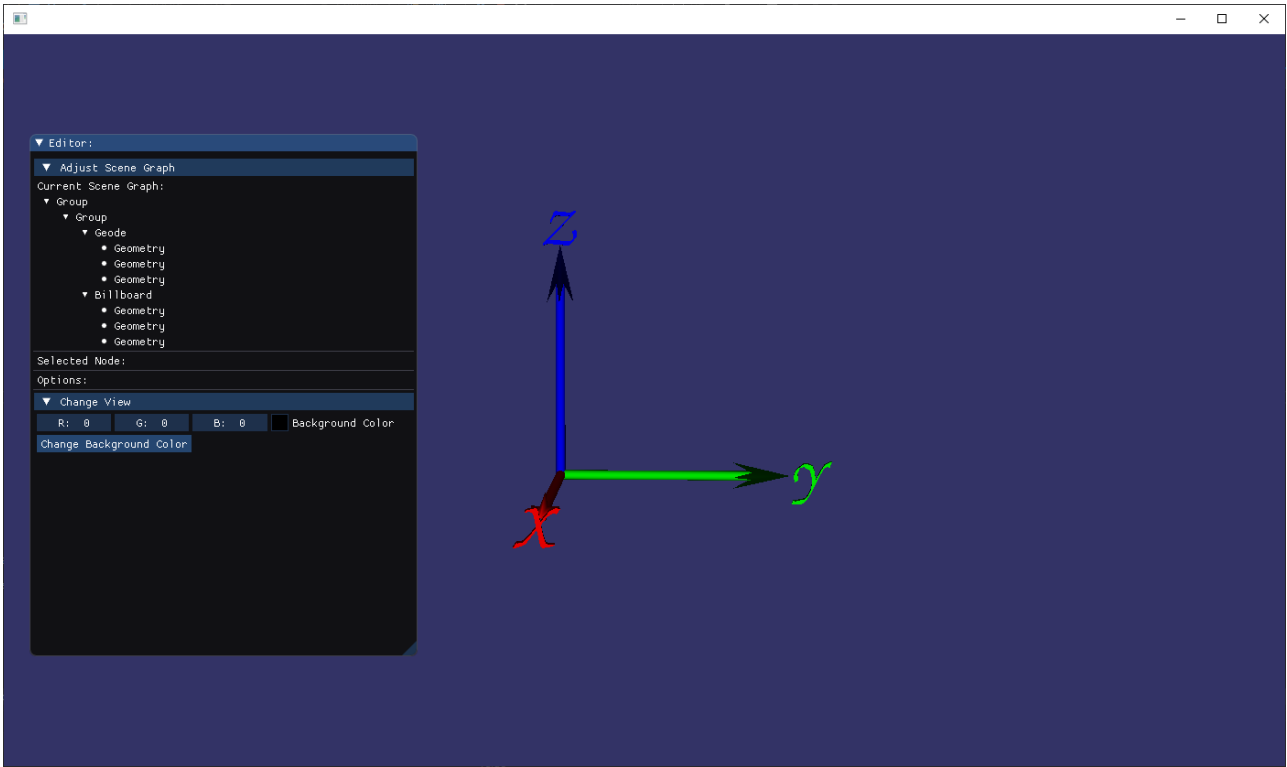 Editor:
Adjust Scene Graph
Current Scene Graph:
Group
Group
Geode
Geometry
Geometry
Geometry
Billboard
Geometry
Geometry
Geometry
Selected Node:
Options:
Change View
R: 0 G: 0 B: 0 Background Color
Change Background Color
Z
Y
X